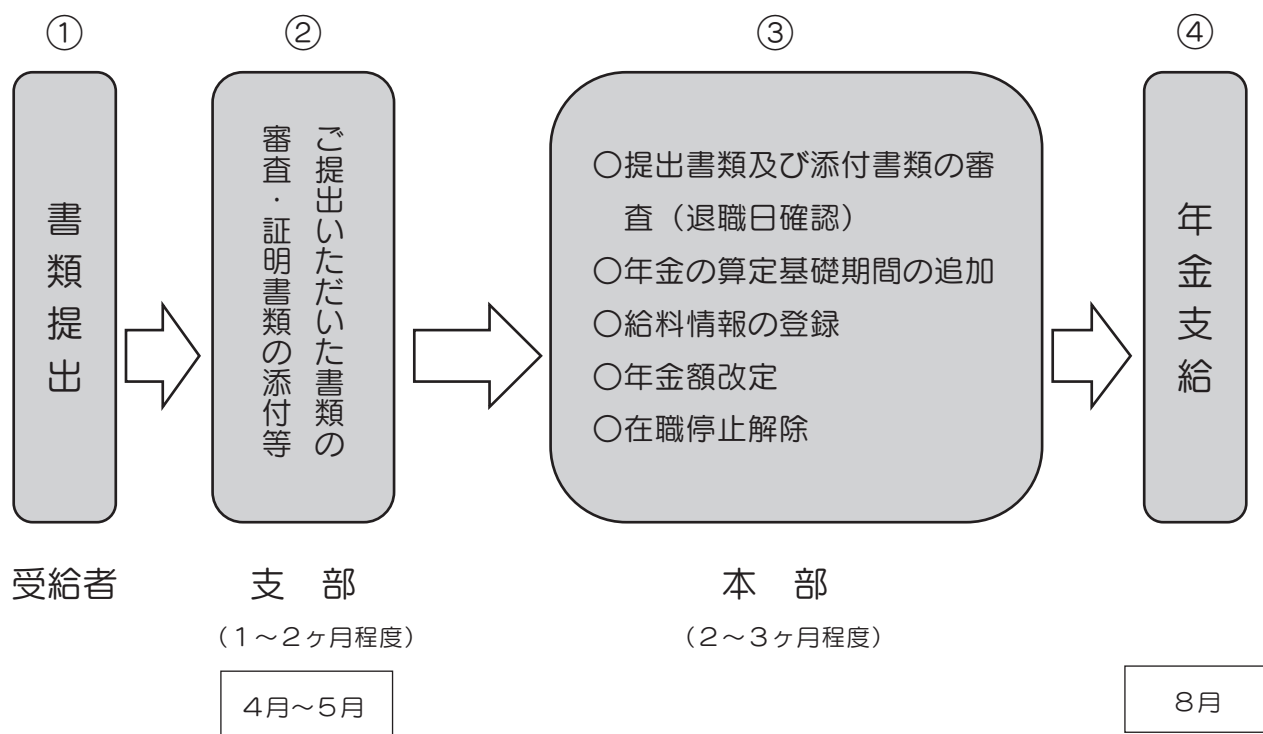 ①
書類提出
受給者
②
ご提出いただいた書類の
審査・証明書類の添付等
支 部
(1~2ヶ月程度)
4月~5月
③
○提出書類及び添付書類の審
査(退職日確認)
○年金の算定基礎期間の追加
○給料情報の登録
○年金額改定
○在職停止解除
本 部
(2~3ヶ月程度)
④
年金支給
8月